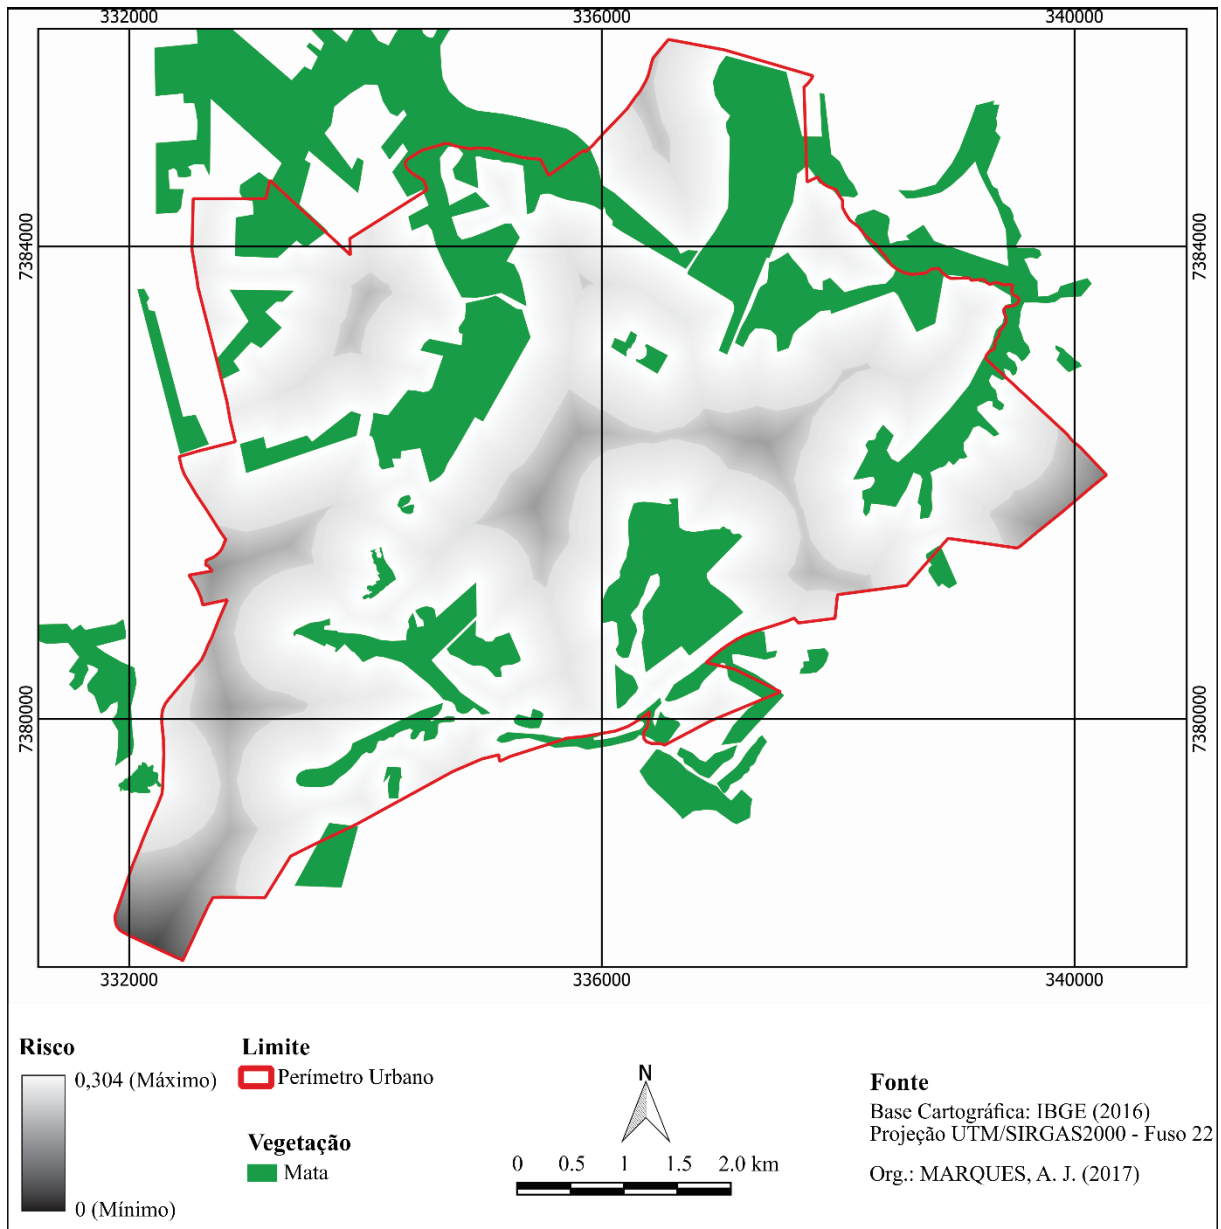 332000
336000
340000
7384000
7384000
7380000
7380000
332000
336000
340000
Risco
0,304 (Máximo)
0 (Mínimo)
Limite
Perímetro Urbano
Vegetação
Mata
N
0 0.5 1 1.5 2.0 km
Fonte
Base Cartográfica: IBGE (2016)
Projeção UTM/SIRGAS2000 - Fuso 22
Org.: MARQUES, A. J. (2017)